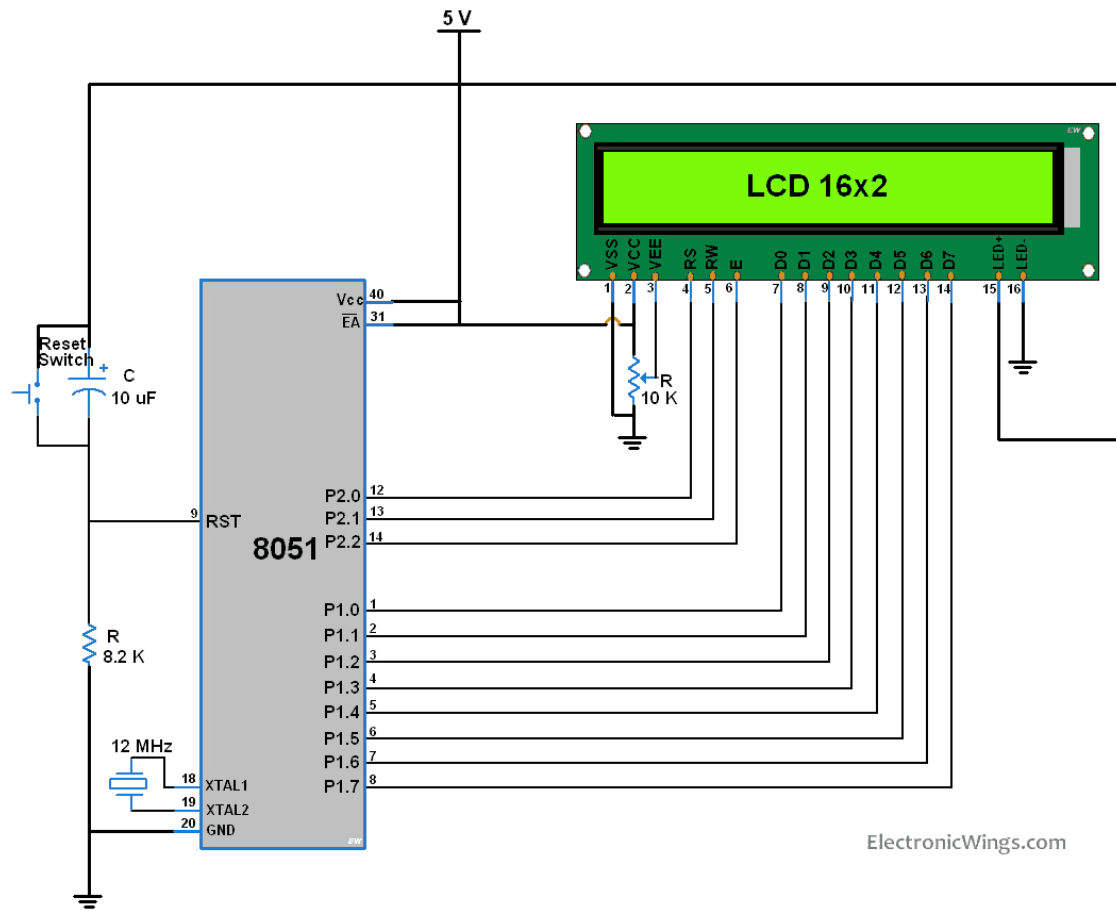 5 V
EW
LCD 16x2
VSS VCC VEE RS RW E D0 D1 D2 D3 D4 D5 D6 D7 LED+ LED-
1 2 3 4 5 6 7 8 9 10 11 12 13 14 15 16
Vcc 40
EA 31
Reset
Switch
+
C
10 uF
R
10 K
P2.0 12
9 RST
P2.1 13
8051
P2.2 14
P1.0 1
P1.1 2
R
8.2 K
P1.2 3
P1.3 4
P1.4 5
P1.5 6
12 MHz
P1.6 7
18 XTAL1
P1.7 8
19 XTAL2
20 GND
EW
ElectronicWings.com